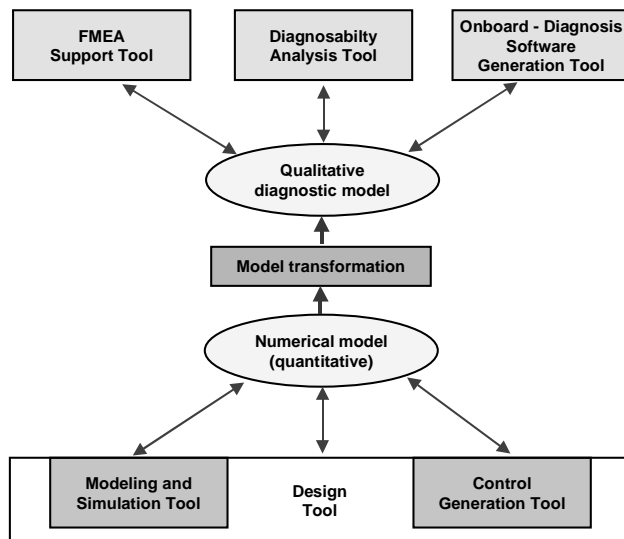 FMEA
Support Tool
Diagnosabilty
Analysis Tool
Onboard - Diagnosis
Software
Generation Tool
Qualitative
diagnostic model
Model transformation
Numerical model
(quantitative)
Modeling and
Simulation Tool
Design
Tool
Control
Generation Tool